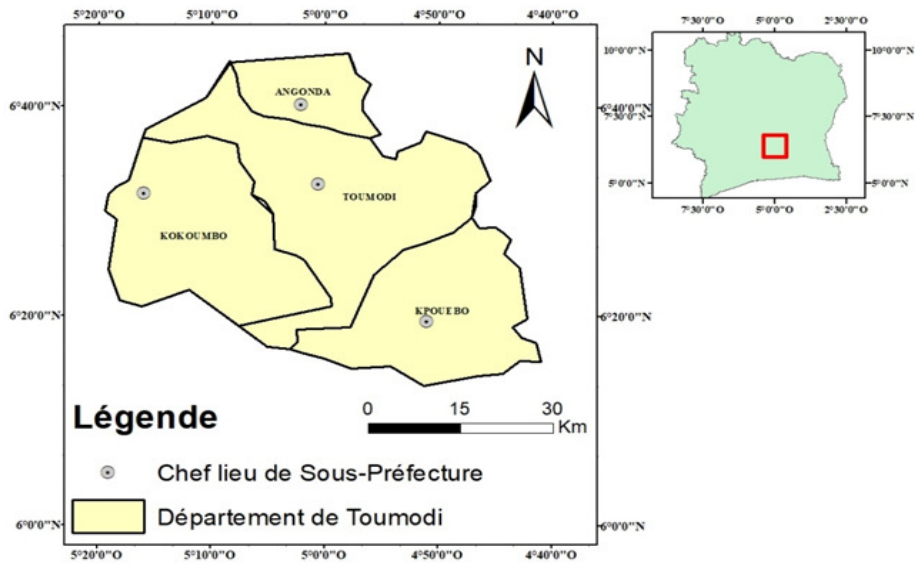 5°20'0"O 5°10'0"O 5°0'0"O 4°50'0"O 4°40'0"O
7°30'0"O 5°0'0"O 2°30'0"O
N
10°0'0"N 10°0'0"N
ANGONDA
6°40'0"N 6°40'0"N
7°30'0"N 7°30'0"N
TOUMODI
5°0'0"N 5°0'0"N
7°30'0"O 5°0'0"O 2°30'0"O
KOKOUMBO
KPOUEBO
6°20'0"N 6°20'0"N
Légende
0 15 30
Km
Chef lieu de Sous-Préfecture
Département de Toumodi
6°0'0"N 6°0'0"N
5°20'0"O 5°10'0"O 5°0'0"O 4°50'0"O 4°40'0"O